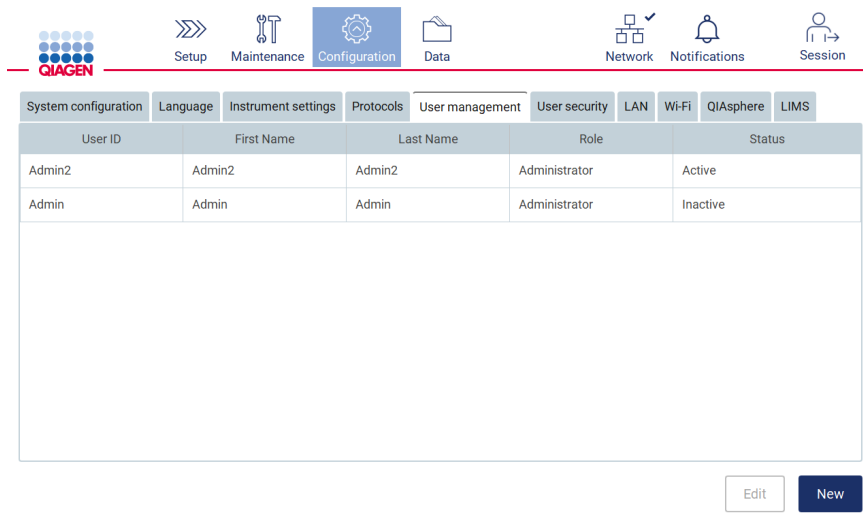 Setup Maintenance Configuration Data Network Notifications Session
QIAGEN
System configuration Language Instrument settings Protocols User management User security LAN Wi-Fi QIAsphere LIMS
User ID First Name Last Name Role Status
Admin2 Admin2 Admin2 Administrator Active
Admin Admin Admin Administrator Inactive
Edit New